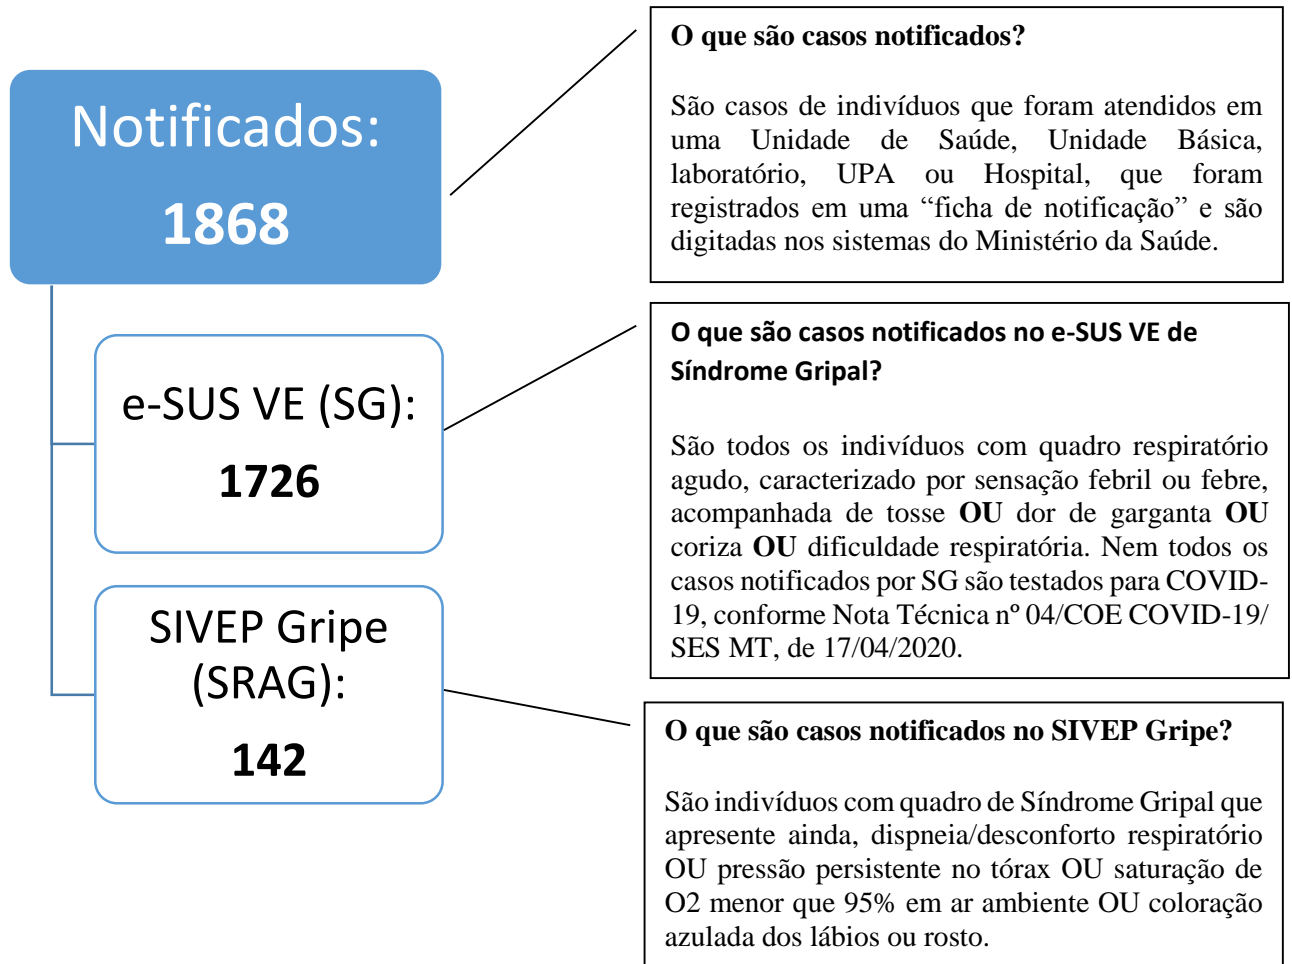 Notificados:
1868
O que são casos notificados?
São casos de indivíduos que foram atendidos em
uma Unidade de Saúde, Unidade Básica,
laboratório, UPA ou Hospital, que foram
registrados em uma “ficha de notificação” e são
digitadas nos sistemas do Ministério da Saúde.
e-SUS VE (SG):
1726
O que são casos notificados no e-SUS VE de
Síndrome Gripal?
São todos os indivíduos com quadro respiratório
agudo, caracterizado por sensação febril ou febre,
acompanhada de tosse OU dor de garganta OU
coriza OU dificuldade respiratória. Nem todos os
casos notificados por SG são testados para COVID-
19, conforme Nota Técnica nº 04/COE COVID-19/
SES MT, de 17/04/2020.
SIVEP Gripe
(SRAG):
142
O que são casos notificados no SIVEP Gripe?
São indivíduos com quadro de Síndrome Gripal que
apresente ainda, dispneia/desconforto respiratório
OU pressão persistente no tórax OU saturação de
O2 menor que 95% em ar ambiente OU coloração
azulada dos lábios ou rosto.